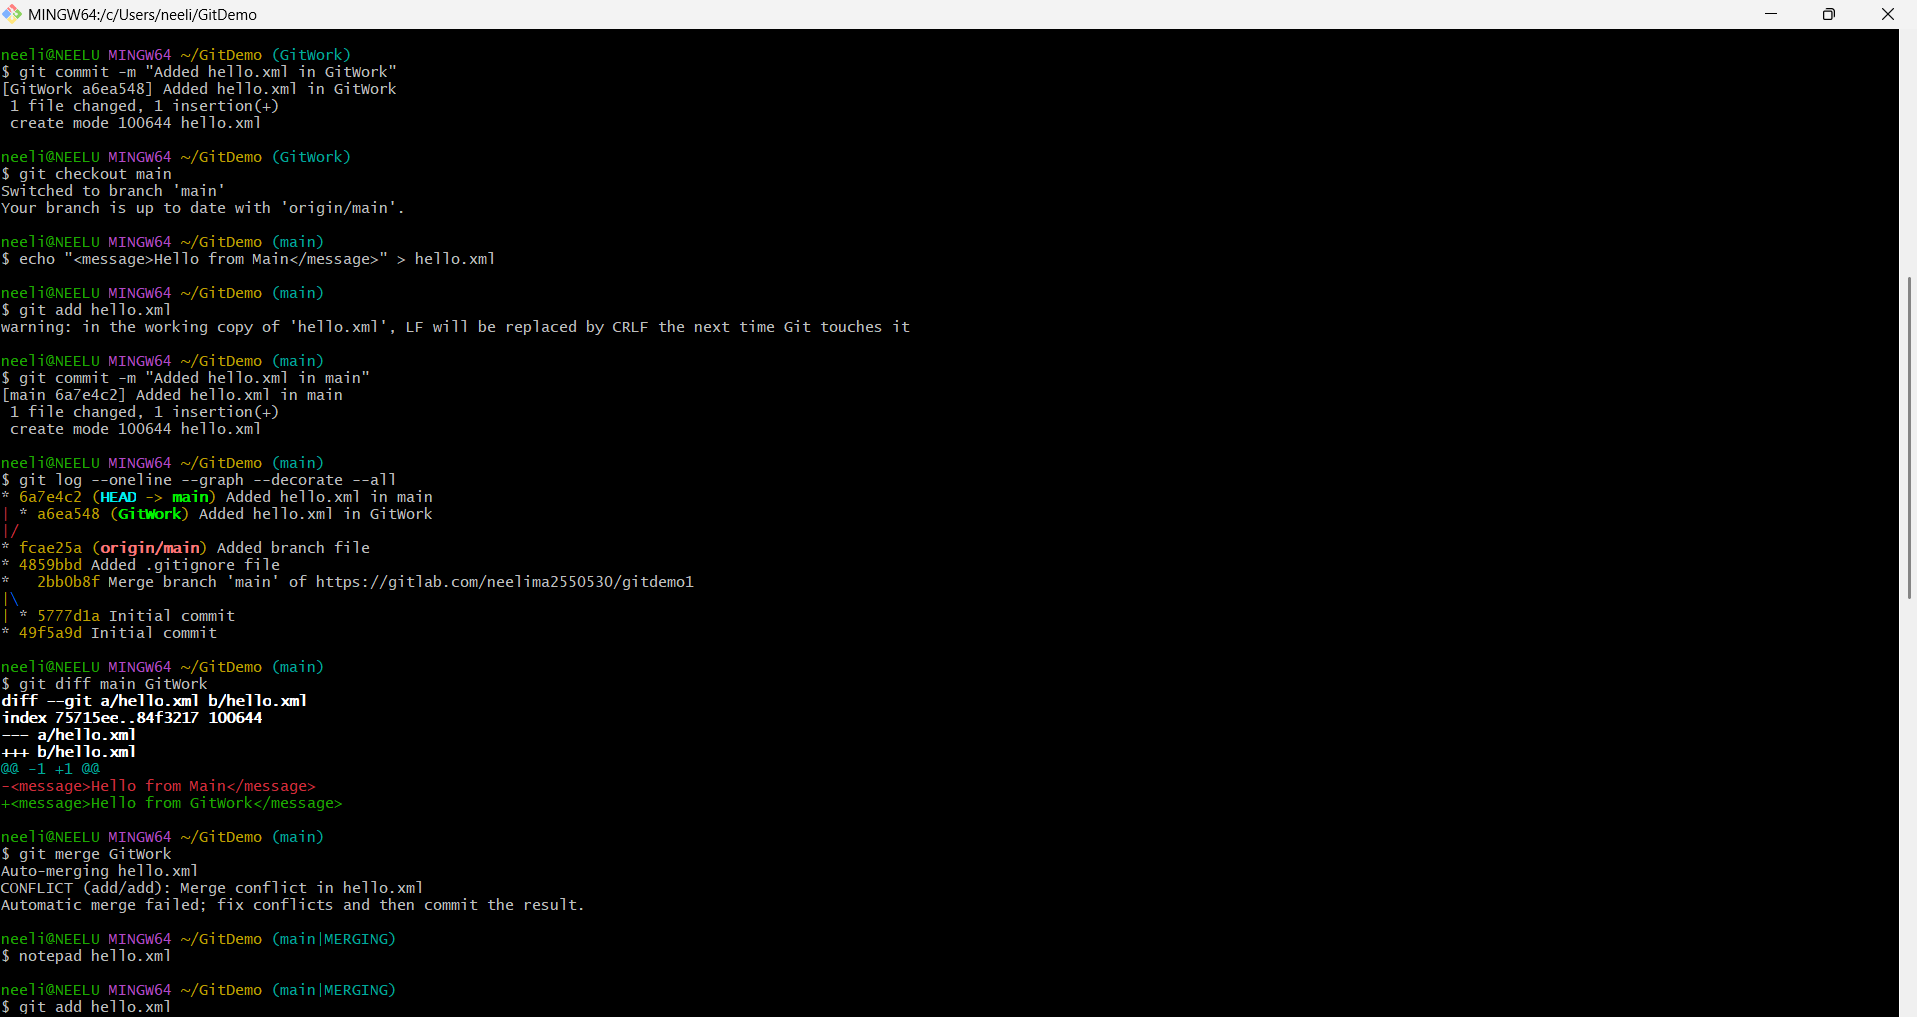 MINGW64:/c/Users/neeli/GitDemo
neeli@NEELU MINGW64 ~/GitDemo (GitWork)
$ git commit -m "Added hello.xml in GitWork"
[GitWork a6ea548] Added hello.xml in GitWork
 1 file changed, 1 insertion(+)
 create mode 100644 hello.xml
neeli@NEELU MINGW64 ~/GitDemo (GitWork)
$ git checkout main
Switched to branch 'main'
Your branch is up to date with 'origin/main'.
neeli@NEELU MINGW64 ~/GitDemo (main)
$ echo "<message>Hello from Main</message>" > hello.xml
neeli@NEELU MINGW64 ~/GitDemo (main)
$ git add hello.xml
warning: in the working copy of 'hello.xml', LF will be replaced by CRLF the next time Git touches it
neeli@NEELU MINGW64 ~/GitDemo (main)
$ git commit -m "Added hello.xml in main"
[main 6a7e4c2] Added hello.xml in main
 1 file changed, 1 insertion(+)
 create mode 100644 hello.xml
neeli@NEELU MINGW64 ~/GitDemo (main)
$ git log --oneline --graph --decorate --all
* 6a7e4c2 (HEAD -> main) Added hello.xml in main
| * a6ea548 (GitWork) Added hello.xml in GitWork
|/
* fcae25a (origin/main) Added branch file
* 4859bbd Added .gitignore file
*   2bb0b8f Merge branch 'main' of https://gitlab.com/neelima2550530/gitdemo1
|\
| * 5777d1a Initial commit
* 49f5a9d Initial commit
neeli@NEELU MINGW64 ~/GitDemo (main)
$ git diff main GitWork
diff --git a/hello.xml b/hello.xml
index 75715ee..84f3217 100644
--- a/hello.xml
+++ b/hello.xml
@@ -1 +1 @@
-<message>Hello from Main</message>
+<message>Hello from GitWork</message>
neeli@NEELU MINGW64 ~/GitDemo (main)
$ git merge GitWork
Auto-merging hello.xml
CONFLICT (add/add): Merge conflict in hello.xml
Automatic merge failed; fix conflicts and then commit the result.
neeli@NEELU MINGW64 ~/GitDemo (main|MERGING)
$ notepad hello.xml
neeli@NEELU MINGW64 ~/GitDemo (main|MERGING)
$ git add hello.xml